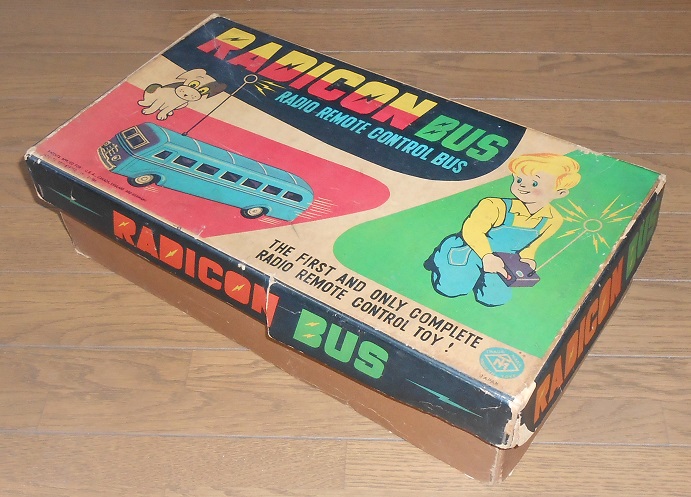 RADICON BUS
RADIO REMOTE CONTROL BUS
THE FIRST AND ONLY COMPLETE
RADIO REMOTE CONTROL TOY !
JAPAN
RADICON BUS
RADICON BUS